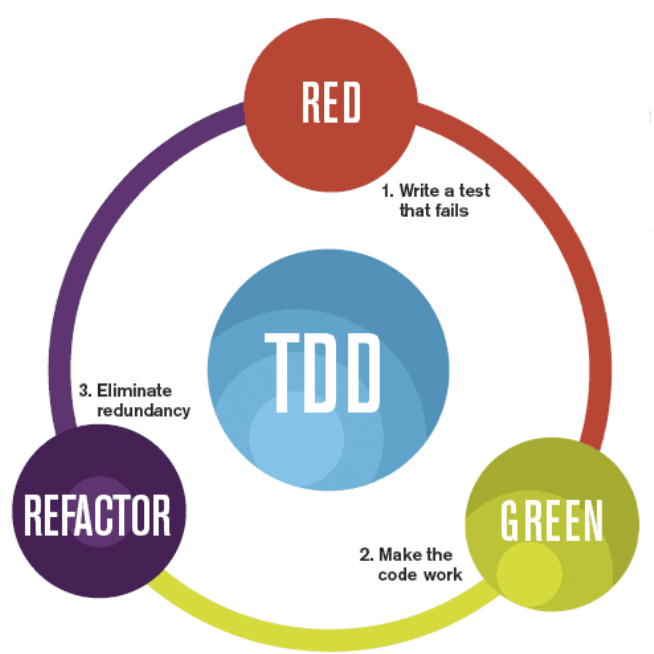 RED
1. Write a test
that fails
TDD
3. Eliminate
redundancy
REFACTOR
GREEN
2. Make the
code work